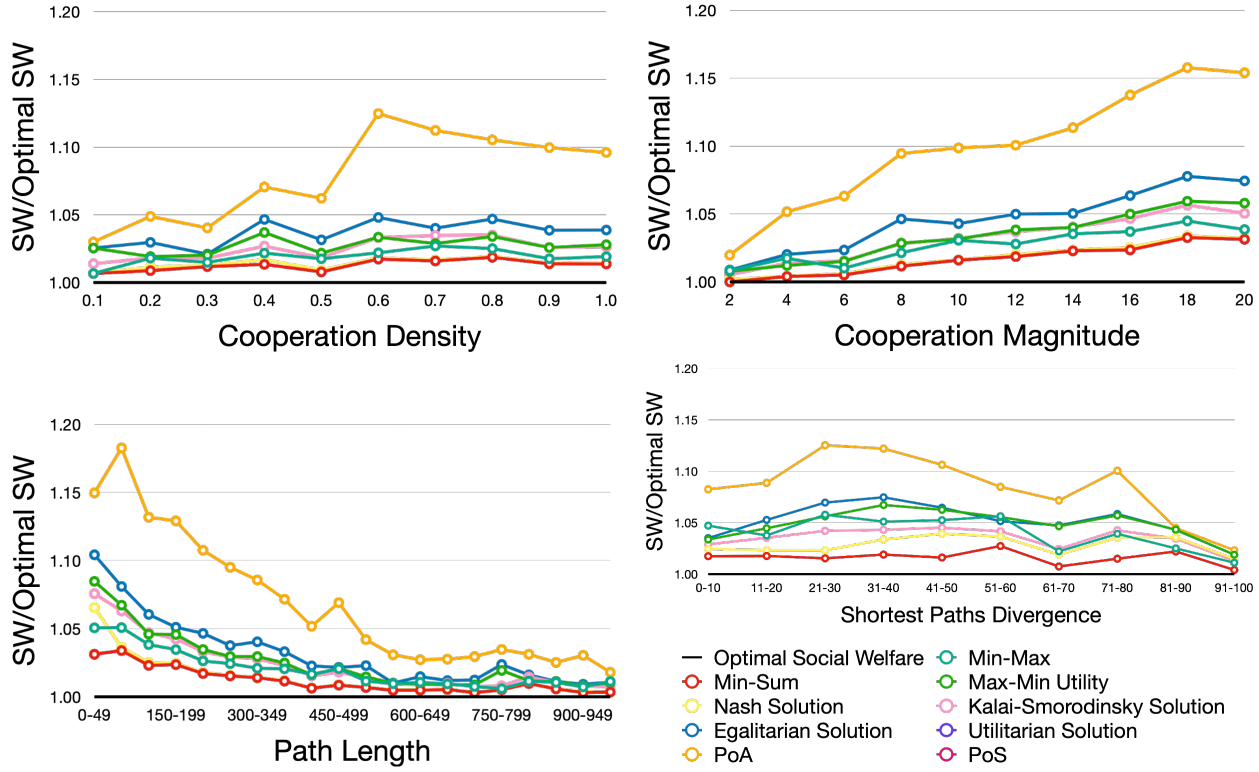 SW/Optimal SW
1.20
1.15
1.10
1.05
1.00
0.1 0.2 0.3 0.4 0.5 0.6 0.7 0.8 0.9 1.0
Cooperation Density
SW/Optimal SW
1.20
1.15
1.10
1.05
1.00
2 4 6 8 10 12 14 16 18 20
Cooperation Magnitude
SW/Optimal SW
1.20
1.15
1.10
1.05
1.00
0-49 150-199 300-349 450-499 600-649 750-799 900-949
Path Length
SW/Optimal SW
1.20
1.15
1.10
1.05
1.00
0-10 11-20 21-30 31-40 41-50 51-60 61-70 71-80 81-90 91-100
Shortest Paths Divergence
Optimal Social Welfare
Min-Sum
Nash Solution
Egalitarian Solution
PoA
Min-Max
Max-Min Utility
Kalai-Smorodinsky Solution
Utilitarian Solution
PoS